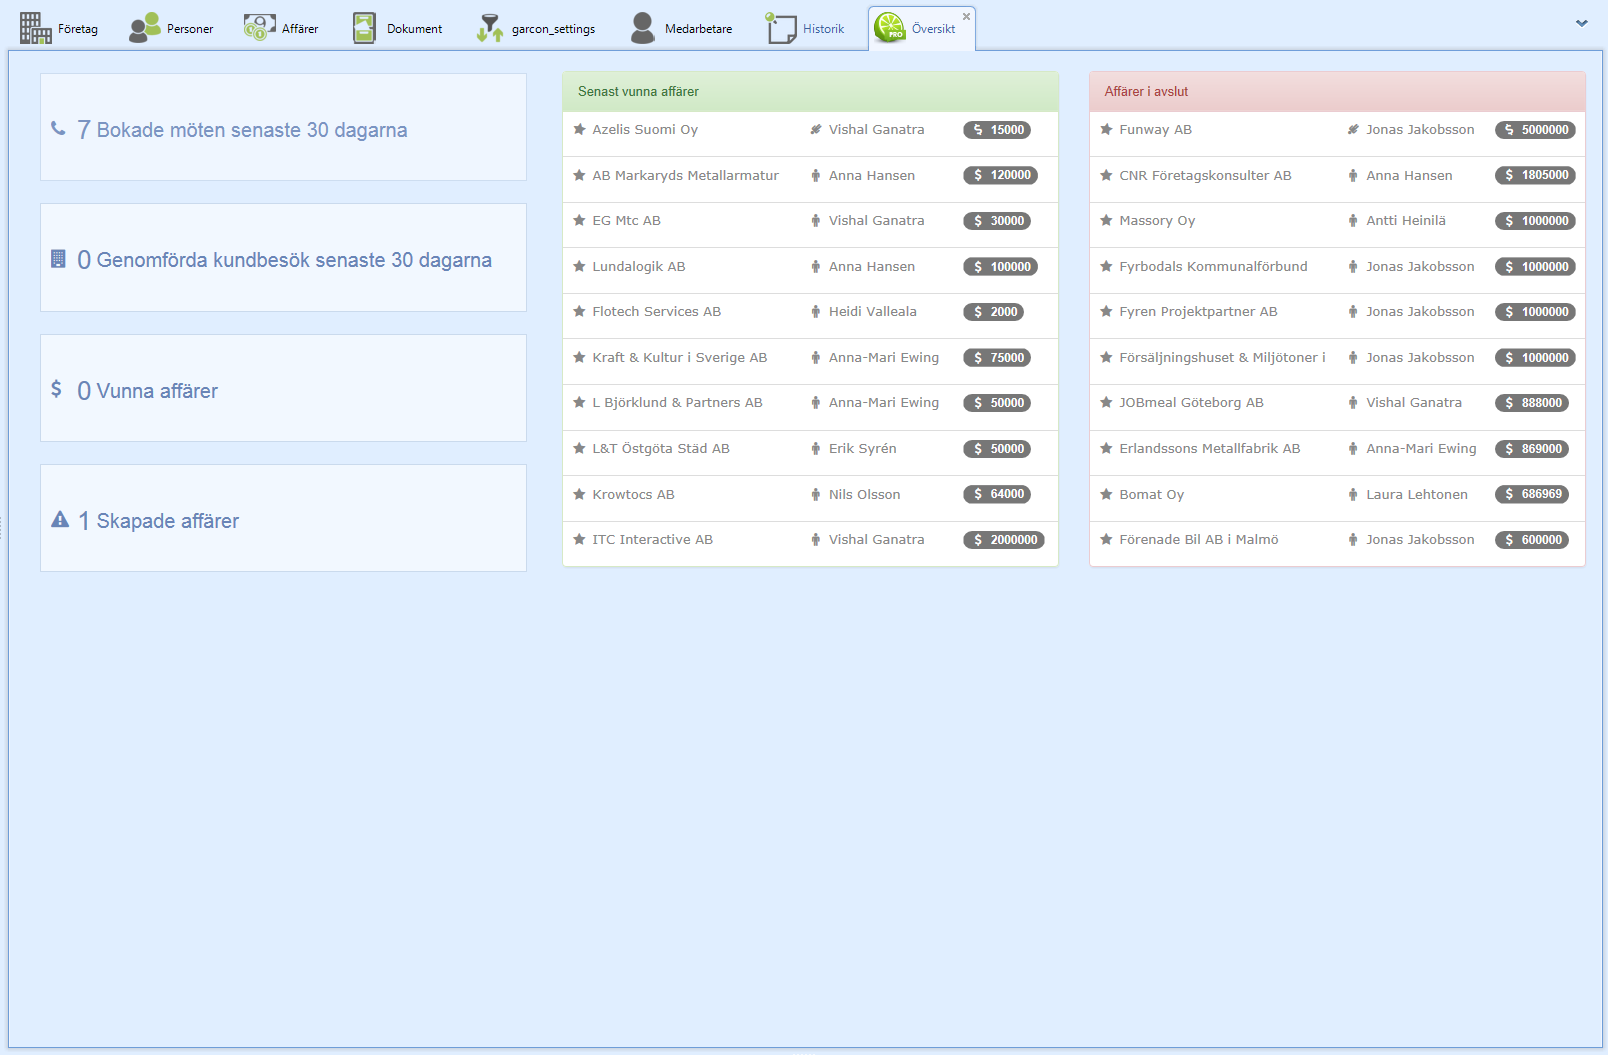 Företag Personer Affärer Dokument garcon_settings Medarbetare Historik PRO Översikt
7 Bokade möten senaste 30 dagarna
0 Genomförda kundbesök senaste 30 dagarna
$ 0 Vunna affärer
1 Skapade affärer
Senast vunna affärer
Azelis Suomi Oy Vishal Ganatra $ 15000
AB Markaryds Metallarmatur Anna Hansen $ 120000
EG Mtc AB Vishal Ganatra $ 30000
Lundalogik AB Anna Hansen $ 100000
Flotech Services AB Heidi Valleala $ 2000
Kraft & Kultur i Sverige AB Anna-Mari Ewing $ 75000
L Björklund & Partners AB Anna-Mari Ewing $ 50000
L&T Östgöta Städ AB Erik Syrén $ 50000
Krowtocs AB Nils Olsson $ 64000
ITC Interactive AB Vishal Ganatra $ 2000000
Affärer i avslut
Funway AB Jonas Jakobsson $ 5000000
CNR Företagskonsulter AB Anna Hansen $ 1805000
Massory Oy Antti Heinilä $ 1000000
Fyrbodals Kommunalförbund Jonas Jakobsson $ 1000000
Fyren Projektpartner AB Jonas Jakobsson $ 1000000
Försäljningshuset & Miljötoner i Jonas Jakobsson $ 1000000
JOBmeal Göteborg AB Vishal Ganatra $ 888000
Erlandssons Metallfabrik AB Anna-Mari Ewing $ 869000
Bomat Oy Laura Lehtonen $ 686969
Förenade Bil AB i Malmö Jonas Jakobsson $ 600000